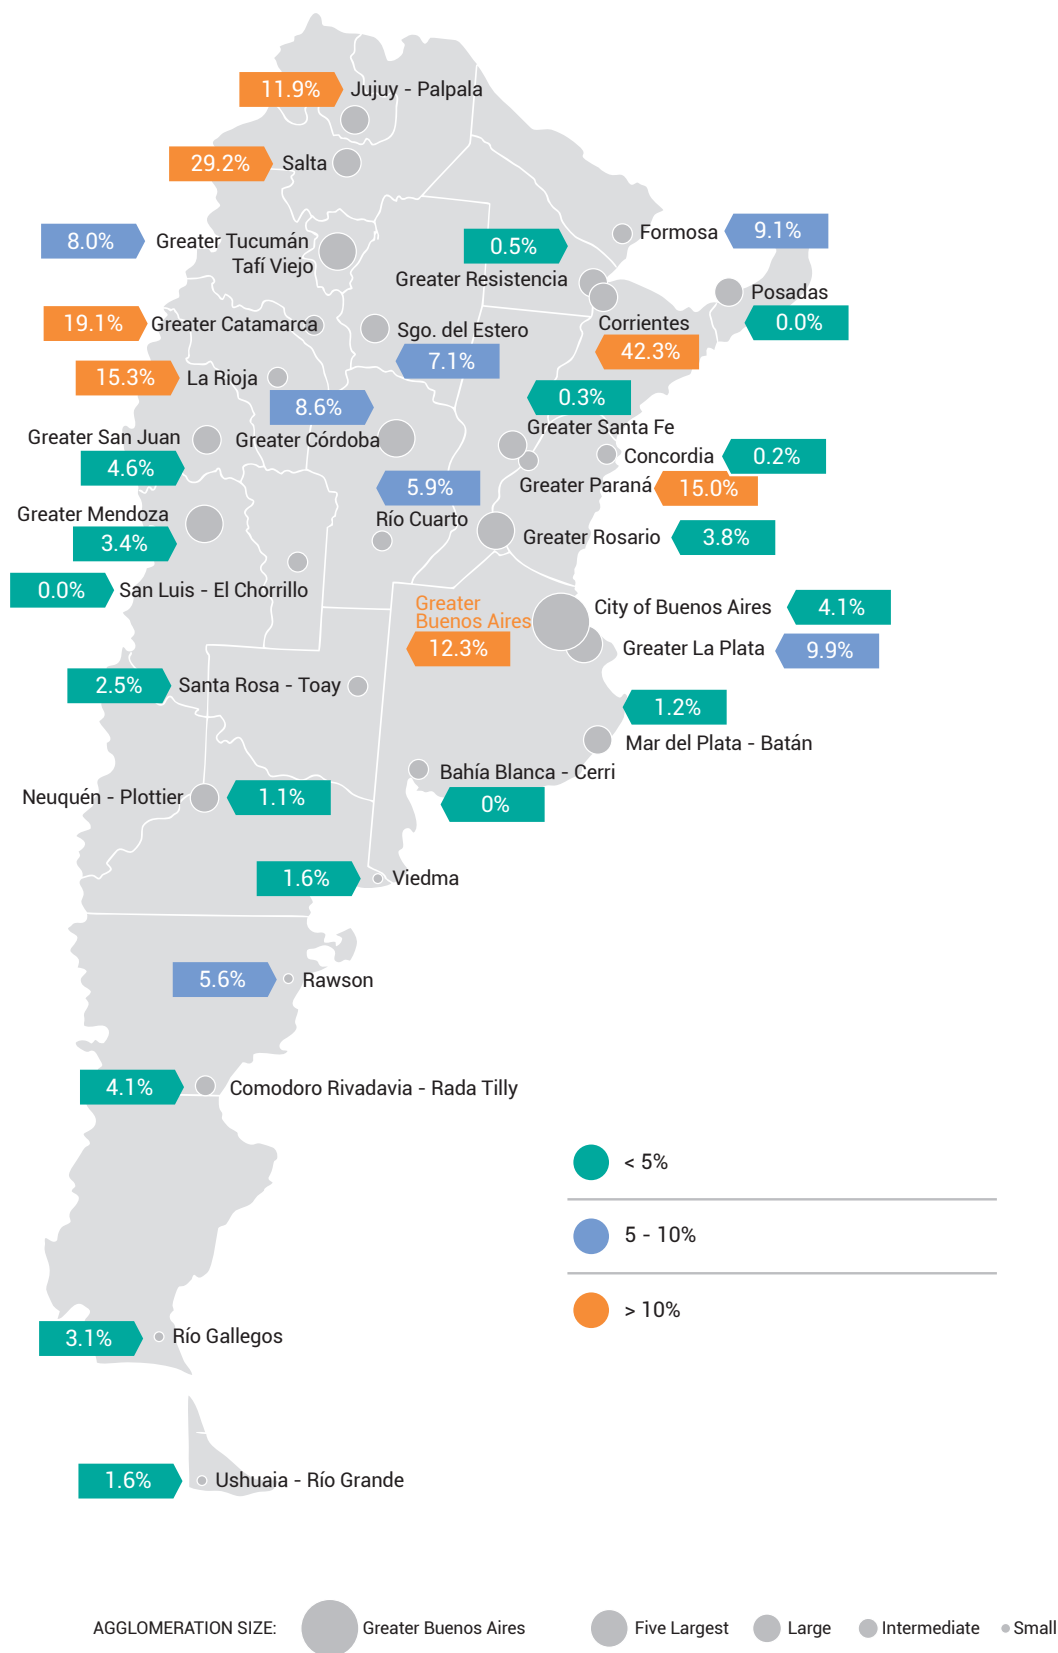 11.9%
Jujuy - Palpala
29.2%
Salta
8.0%
Greater Tucumán
Tafí Viejo
0.5%
Greater Resistencia
Formosa
9.1%
Posadas
0.0%
19.1%
Greater Catamarca
Sgo. del Estero
7.1%
Corrientes
42.3%
15.3%
La Rioja
8.6%
Greater Córdoba
0.3%
Greater Santa Fe
Greater San Juan
4.6%
Concordia
0.2%
5.9%
Río Cuarto
Greater Paraná
15.0%
Greater Mendoza
3.4%
Greater Rosario
3.8%
0.0%
San Luis - El Chorrillo
Greater
Buenos Aires
12.3%
City of Buenos Aires
4.1%
Greater La Plata
9.9%
2.5%
Santa Rosa - Toay
1.2%
Mar del Plata - Batán
Bahía Blanca - Cerri
0%
Neuquén - Plottier
1.1%
1.6%
Viedma
5.6%
Rawson
4.1%
Comodoro Rivadavia - Rada Tilly
< 5%
5 - 10%
> 10%
3.1%
Río Gallegos
1.6%
Ushuaia - Río Grande
AGGLOMERATION SIZE:
Greater Buenos Aires
Five Largest
Large
Intermediate
Small